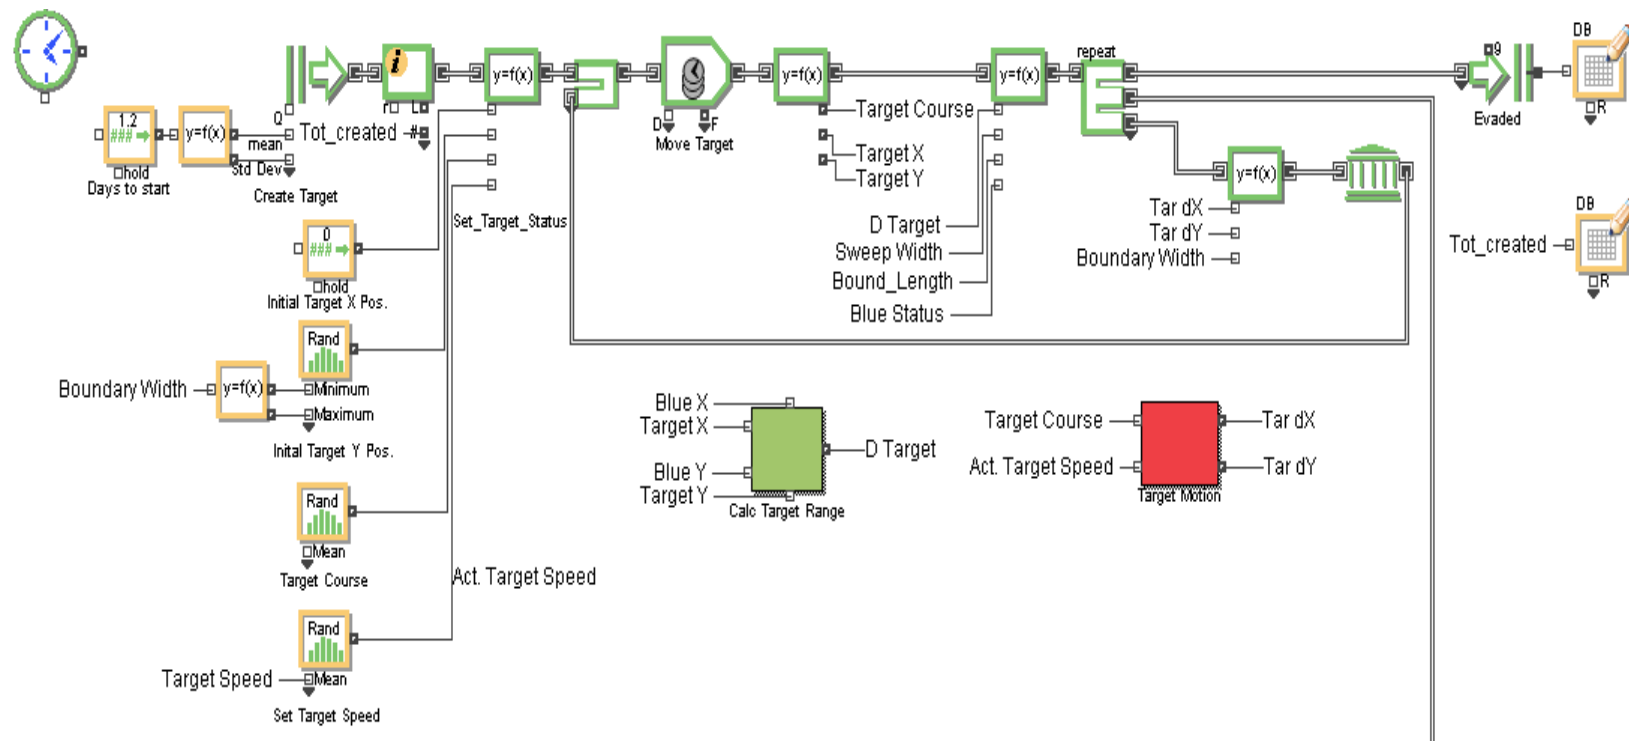 DB
repeat
9
i
y=f(x)
y=f(x)
y=f(x)
R
Q
r
L
Evaded
1.2
###
y=f(x)
mean
Tot_created
#
D
F
Move Target
Target Course
Target X
Target Y
hold
Days to start
Std Dev
Create Target
y=f(x)
Set_Target_Status
D Target
Sweep Width
Bound_Length
Blue Status
Tar dX
Tar dY
Boundary Width
DB
Tot_created
R
0
###
hold
Initial Target X Pos.
Rand
Boundary Width
y=f(x)
Minimum
Maximum
Inital Target Y Pos.
Blue X
Target X
Blue Y
Target Y
D Target
Calc Target Range
Target Course
Act. Target Speed
Tar dX
Tar dY
Target Motion
Rand
Mean
Target Course
Act. Target Speed
Rand
Target Speed
Mean
Set Target Speed